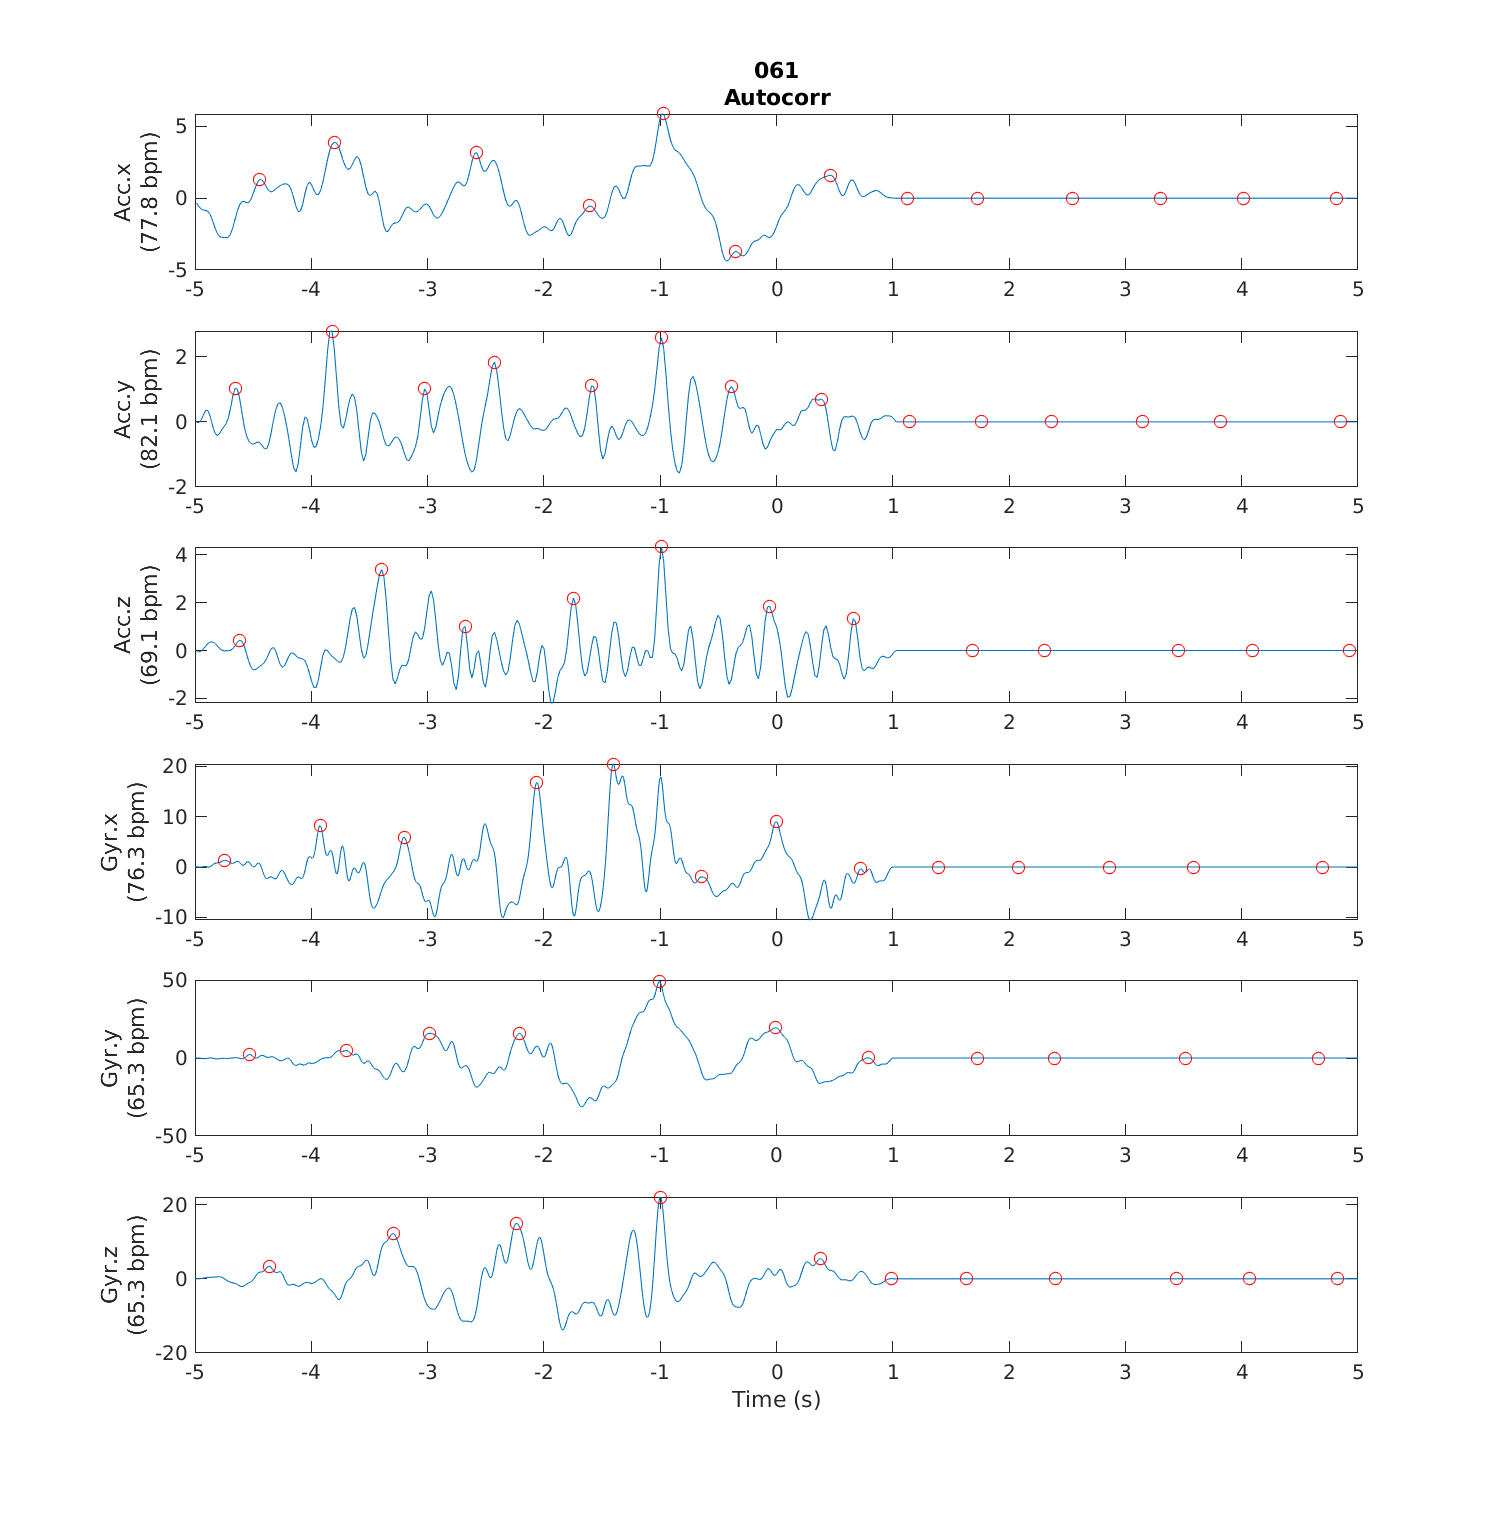 061
Autocorr
Acc.x
(77.8 bpm)
5
0
-5
-5 -4 -3 -2 -1 0 1 2 3 4 5
Acc.y
(82.1 bpm)
2
0
-2
-5 -4 -3 -2 -1 0 1 2 3 4 5
Acc.z
(69.1 bpm)
4
2
0
-2
-5 -4 -3 -2 -1 0 1 2 3 4 5
Gyr.x
(76.3 bpm)
20
10
0
-10
-5 -4 -3 -2 -1 0 1 2 3 4 5
Gyr.y
(65.3 bpm)
50
0
-50
-5 -4 -3 -2 -1 0 1 2 3 4 5
Gyr.z
(65.3 bpm)
20
0
-20
-5 -4 -3 -2 -1 0 1 2 3 4 5
Time (s)